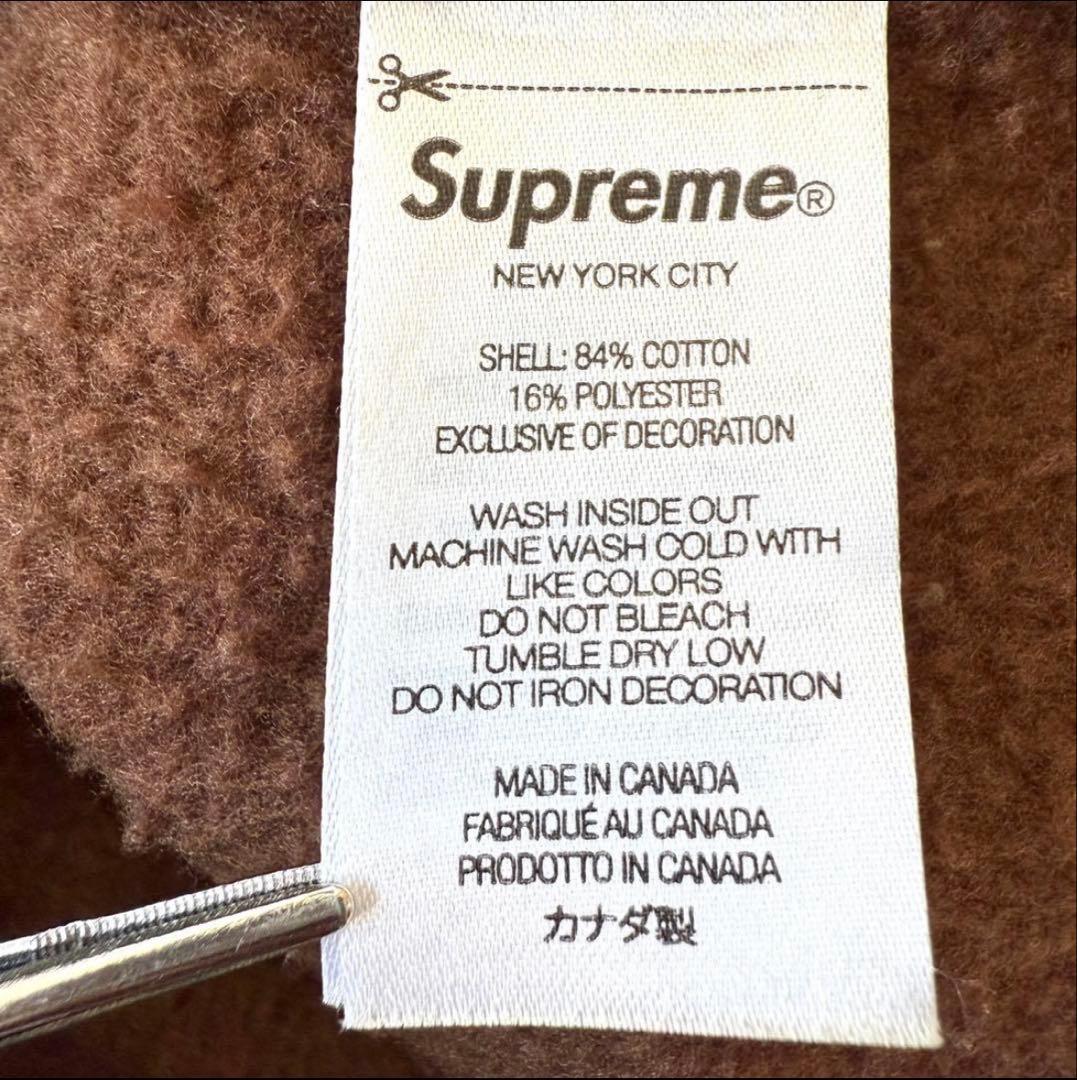 Supreme®
NEW YORK CITY
SHELL: 84% COTTON
16% POLYESTER
EXCLUSIVE OF DECORATION
WASH INSIDE OUT
MACHINE WASH COLD WITH
LIKE COLORS
DO NOT BLEACH
TUMBLE DRY LOW
DO NOT IRON DECORATION
MADE IN CANADA
FABRIQUÉ AU CANADA
PRODOTTO IN CANADA
カナダ製